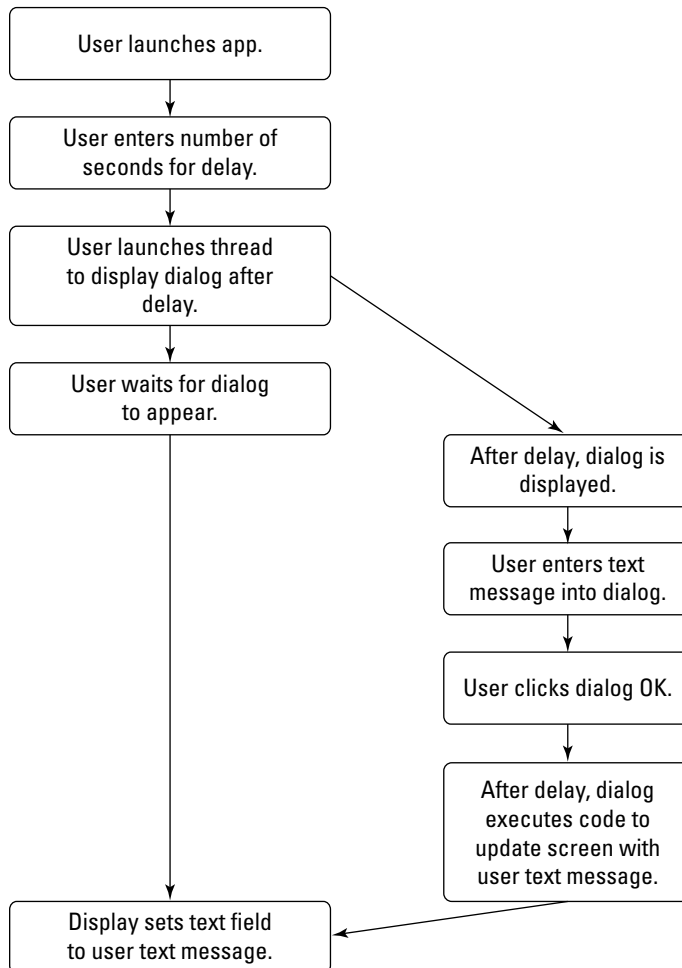 User launches app.
User enters number of
seconds for delay.
User launches thread
to display dialog after
delay.
User waits for dialog
to appear.
After delay, dialog is
displayed.
User enters text
message into dialog.
User clicks dialog OK.
After delay, dialog
executes code to
update screen with
user text message.
Display sets text field
to user text message.